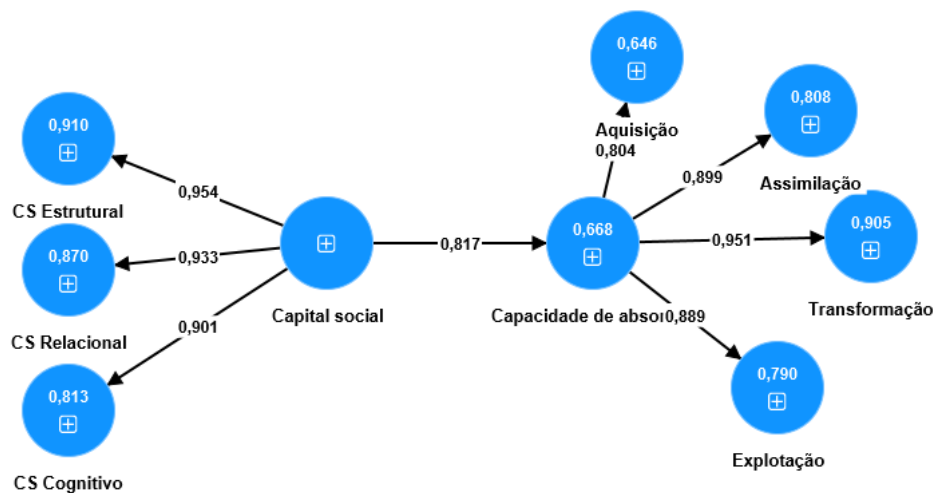 0,646
Aquisição
0,804
0,808
Assimilação
0,899
0,910
CS Estrutural
0,954
0,870
CS Relacional
0,933
0,901
Capital social
0,817
0,668
Capacidade de absor
0,889
0,951
0,905
Transformação
0,813
CS Cognitivo
0,790
Explotação